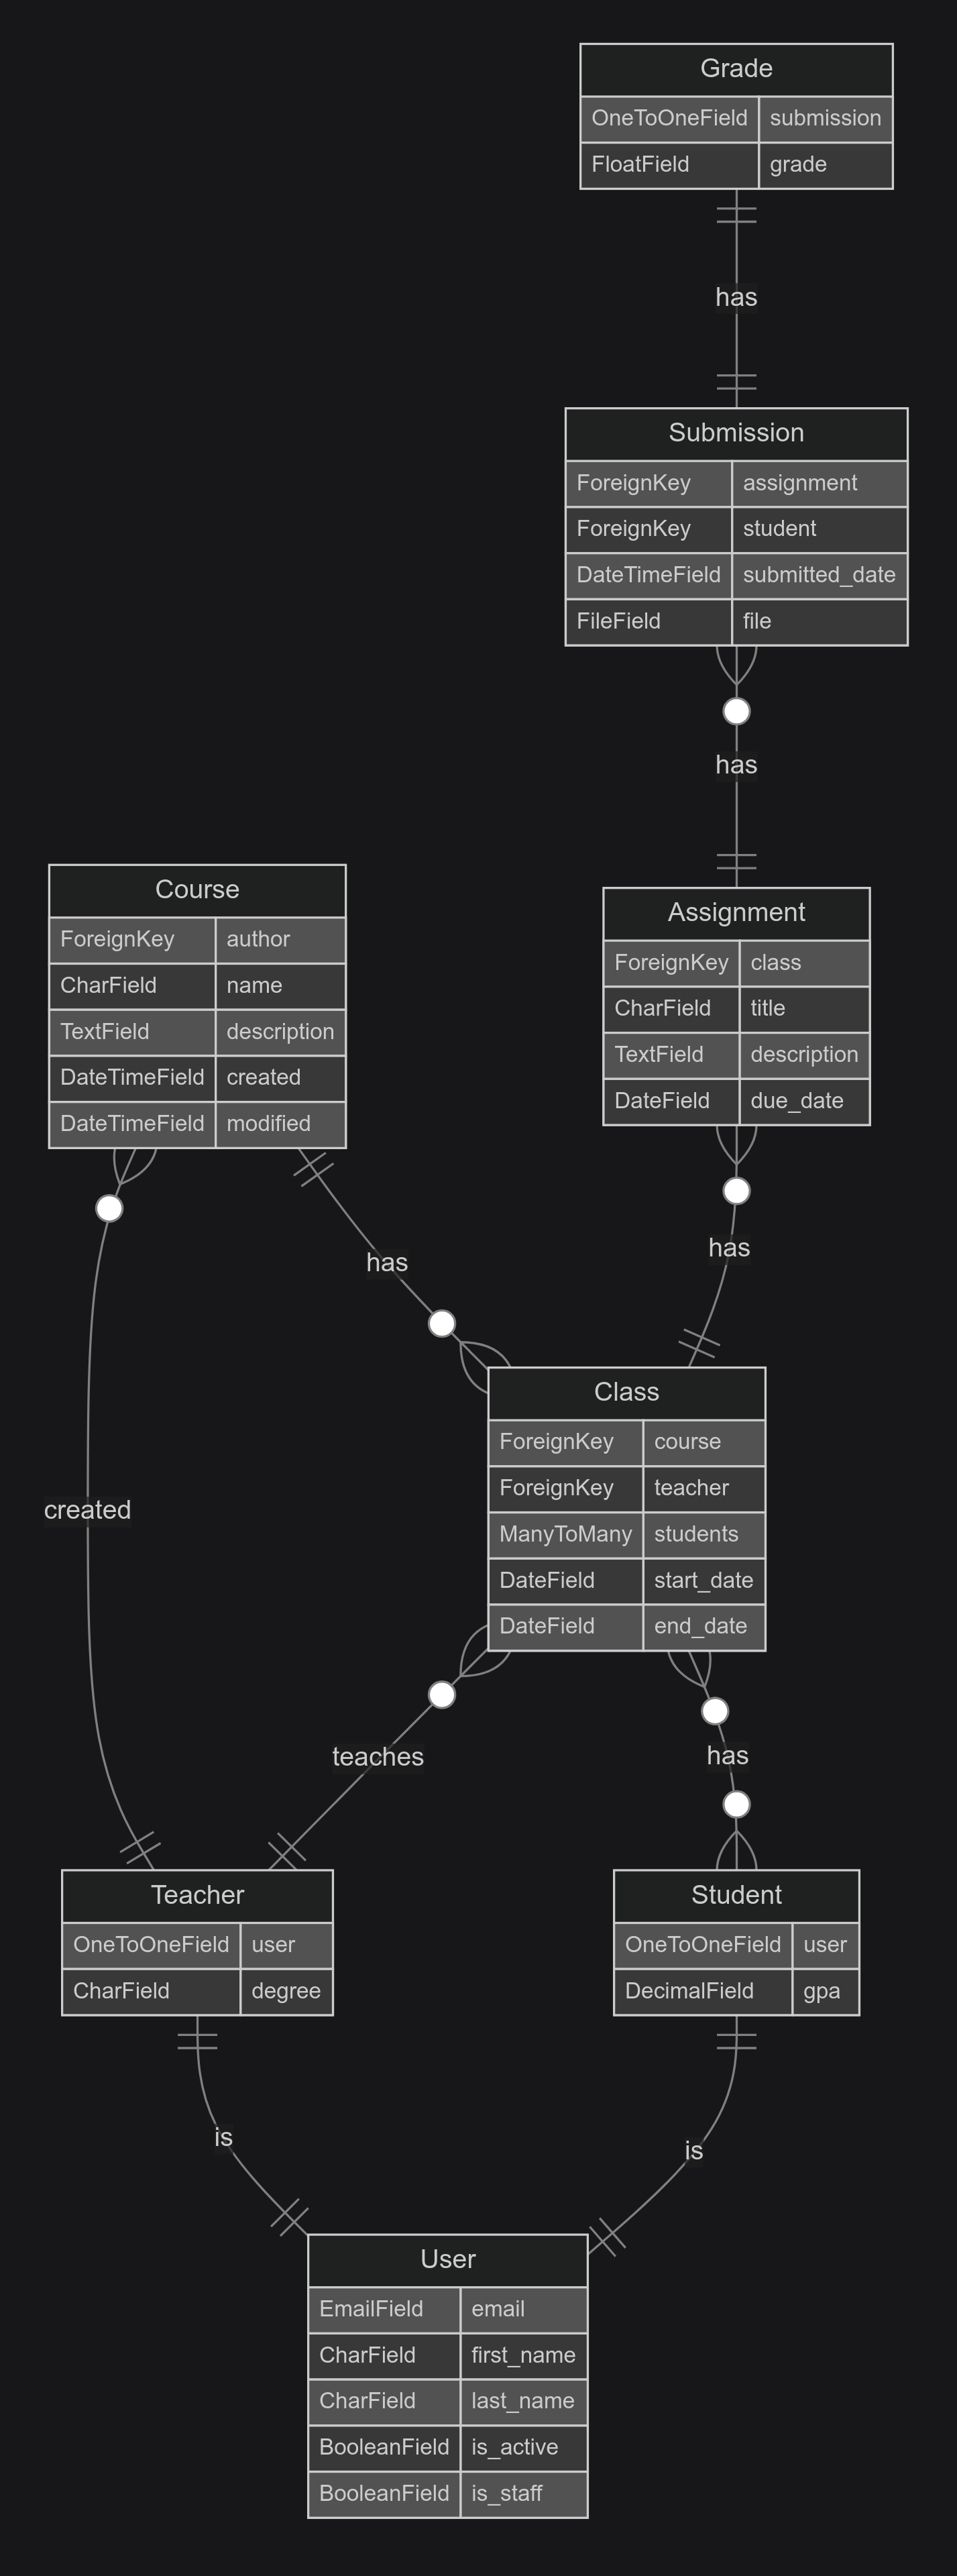 Grade
OneToOneField submission
FloatField grade
has
Submission
ForeignKey assignment
ForeignKey student
DateTimeField submitted_date
FileField file
has
Course
ForeignKey author
CharField name
TextField description
DateTimeField created
DateTimeField modified
Assignment
ForeignKey class
CharField title
TextField description
DateField due_date
has
has
Class
ForeignKey course
ForeignKey teacher
ManyToMany students
DateField start_date
DateField end_date
created
teaches
has
Teacher
OneToOneField user
CharField degree
Student
OneToOneField user
DecimalField gpa
is
is
User
EmailField email
CharField first_name
CharField last_name
BooleanField is_active
BooleanField is_staff